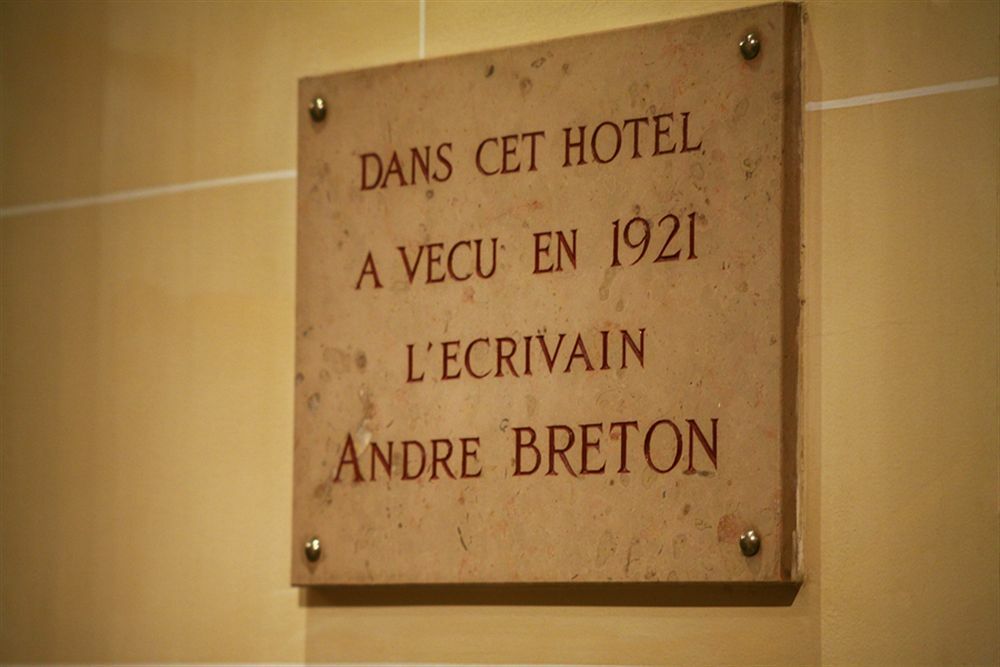 DANS CET HOTEL
A VECU EN 1921
L'ECRIVAIN
ANDRE BRETON